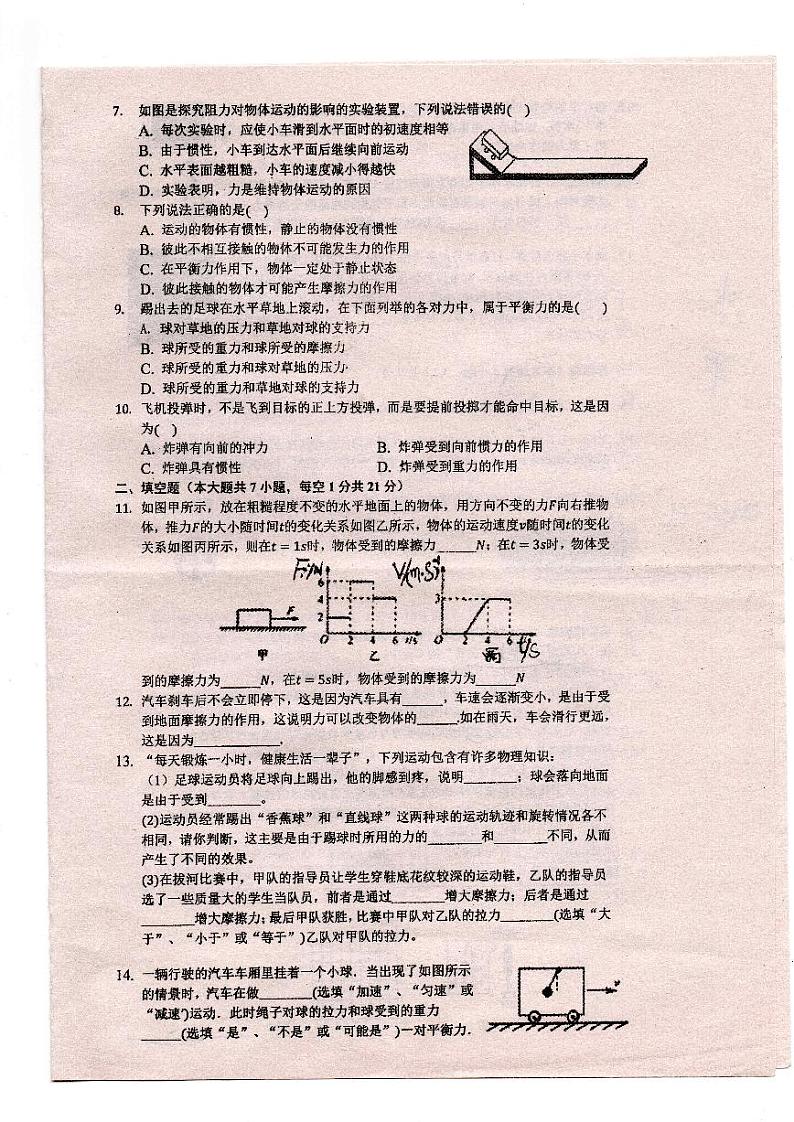 7. 如图是探究阻力对物体运动的影响的实验装置，下列说法错误的( )
A. 每次实验时，应使小车滑到水平面时的初速度相等
B. 由于惯性，小车到达水平面后继续向前运动
C. 水平表面越粗糙，小车的速度减小得越快
D. 实验表明，力是维持物体运动的原因
8. 下列说法正确的是( )
A. 运动的物体有惯性，静止的物体没有惯性
B. 彼此不相互接触的物体不可能发生力的作用
C. 在平衡力作用下，物体一定处于静止状态
D. 彼此接触的物体才可能产生摩擦力的作用
9. 踢出去的足球在水平草地上滚动，在下面列举的各对力中，属于平衡力的是( )
A. 球对草地的压力和草地对球的支持力
B. 球所受的重力和球所受的摩擦力
C. 球所受的重力和球对草地的压力
D. 球所受的重力和草地对球的支持力
10. 飞机投弹时，不是飞到目标的正上方投弹，而是要提前投掷才能命中目标，这是因
为( )
A. 炸弹有向前的冲力 B. 炸弹受到向前惯力的作用
C. 炸弹具有惯性 D. 炸弹受到重力的作用
二、填空题（本大题共 7 小题，每空 1 分共 21 分）
11. 如图甲所示，放在粗糙程度不变的水平地面上的物体，用方向不变的力F向右推物
体，推力F的大小随时间t的变化关系如图乙所示，物体的运动速度v随时间t的变化
关系如图丙所示，则在t = 1s时，物体受到的摩擦力______N；在t = 3s时，物体受
F
甲
F/N
6
4
2
O 2 4 6 t/s
乙
V/(m·S)⁻¹
3
O 2 4 6 t/s
丙
到的摩擦力为______N，在t = 5s时，物体受到的摩擦力为______N
12. 汽车刹车后不会立即停下，这是因为汽车具有______，车速会逐渐变小，是由于受
到地面摩擦力的作用，这说明力可以改变物体的______.如在雨天，车会滑行更远，
这是因为____________.
13. “每天锻炼一小时，健康生活一辈子”，下列运动包含有许多物理知识：
（1）足球运动员将足球向上踢出，他的脚感到疼，说明________；球会落向地面
是由于受到________。
(2)运动员经常踢出“香蕉球”和“直线球”这两种球的运动轨迹和旋转情况各不
相同，请你判断，这主要是由于踢球时所用的力的________和________不同，从而
产生了不同的效果。
(3)在拔河比赛中，甲队的指导员让学生穿鞋底花纹较深的运动鞋，乙队的指导员
选了一些质量大的学生当队员，前者是通过________增大摩擦力；后者是通过
________增大摩擦力；最后甲队获胜，比赛中甲队对乙队的拉力________(选填“大
于”、“小于”或“等于”)乙队对甲队的拉力。
14. 一辆行驶的汽车车厢里挂着一个小球．当出现了如图所示
的情景时，汽车在做________(选填“加速”、“匀速”或
“减速”)运动．此时绳子对球的拉力和球受到的重力
______(选填“是”、“不是”或“可能是”)一对平衡力．
v